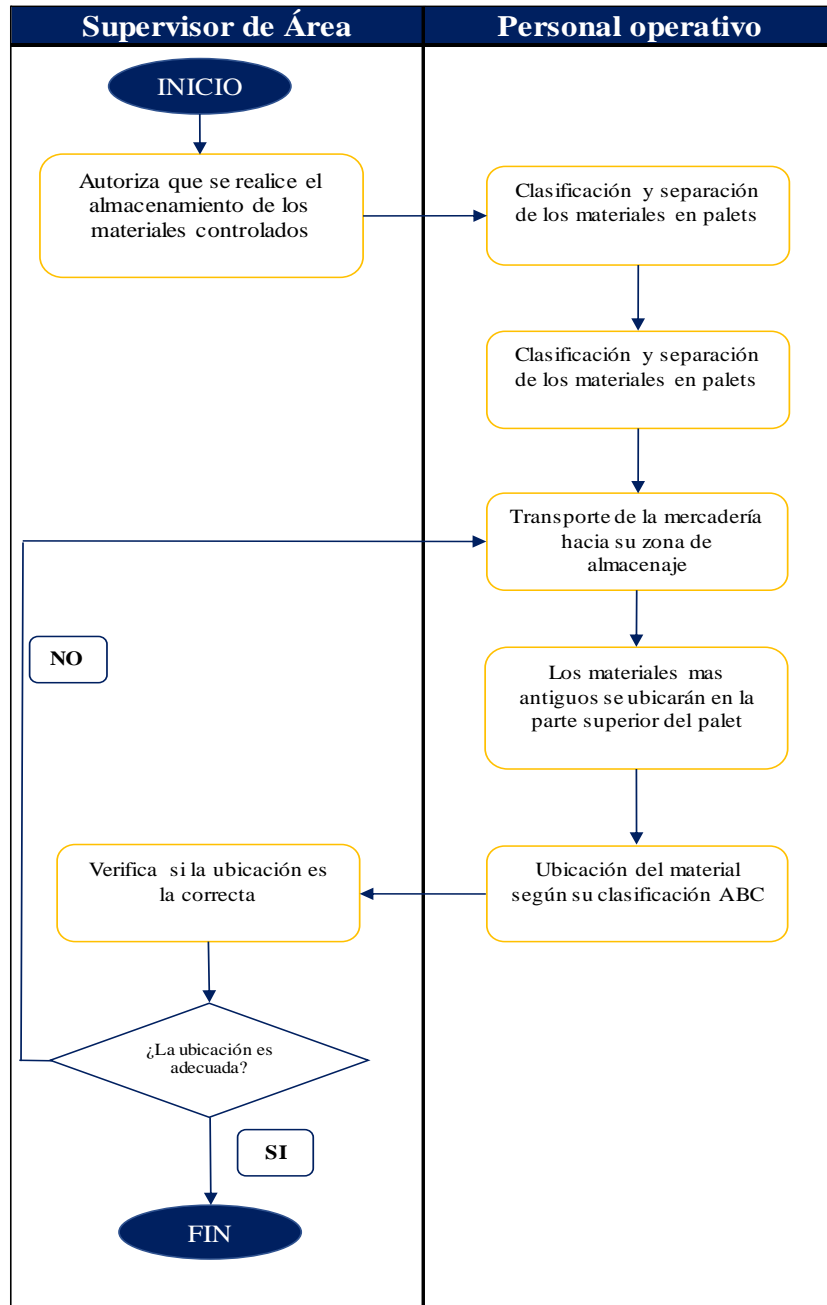 Supervisor de Área
Personal operativo
INICIO
Autoriza que se realice el
almacenamiento de los
materiales controlados
Clasificación y separación
de los materiales en palets
Clasificación y separación
de los materiales en palets
Transporte de la mercadería
hacia su zona de
almacenaje
NO
Los materiales mas
antiguos se ubicarán en la
parte superior del palet
Verifica si la ubicación es
la correcta
Ubicación del material
según su clasificación ABC
¿La ubicación es
adecuada?
SI
FIN